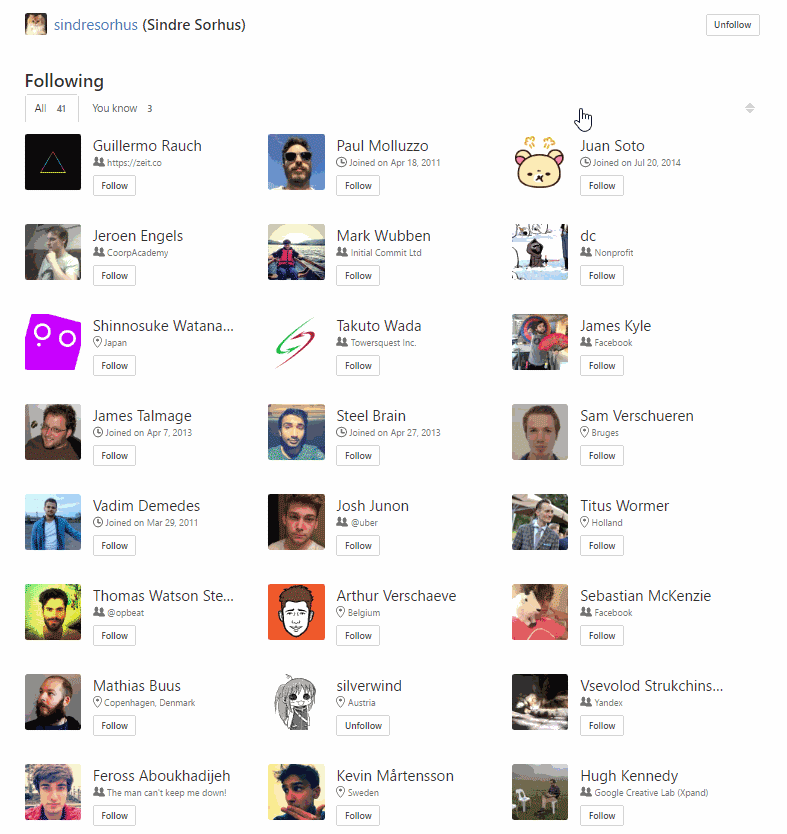 sindresorhus (Sindre Sorhus)
Unfollow
Following
All 41 You know 3
Guillermo Rauch
https://zeit.co
Follow
Paul Molluzzo
Joined on Apr 18, 2011
Follow
Juan Soto
Joined on Jul 20, 2014
Follow
Jeroen Engels
CoorpAcademy
Follow
Mark Wubben
Initial Commit Ltd
Follow
dc
Nonprofit
Follow
Shinnosuke Watana...
Japan
Follow
Takuto Wada
Towersquest Inc.
Follow
James Kyle
Facebook
Follow
James Talmage
Joined on Apr 7, 2013
Follow
Steel Brain
Joined on Apr 27, 2013
Follow
Sam Verschueren
Bruges
Follow
Vadim Demedes
Joined on Mar 29, 2011
Follow
Josh Junon
@uber
Follow
Titus Wormer
Holland
Follow
Thomas Watson Ste...
@opbeat
Follow
Arthur Verschaeve
Belgium
Follow
Sebastian McKenzie
Facebook
Follow
Mathias Buus
Copenhagen, Denmark
Follow
silverwind
Austria
Unfollow
Vsevolod Strukchins...
Yandex
Follow
Feross Aboukhadijeh
The man can't keep me down!
Follow
Kevin Mårtensson
Sweden
Follow
Hugh Kennedy
Google Creative Lab (Xpand)
Follow